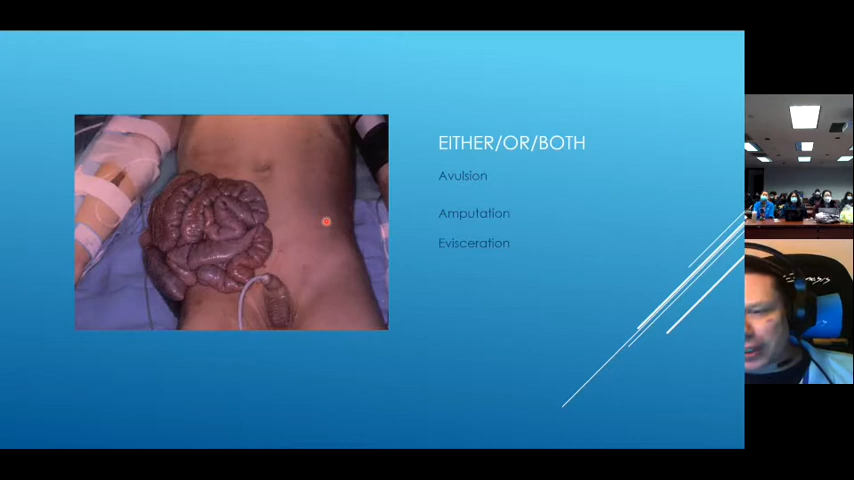 EITHER/OR/BOTH
Avulsion
Amputation
Evisceration